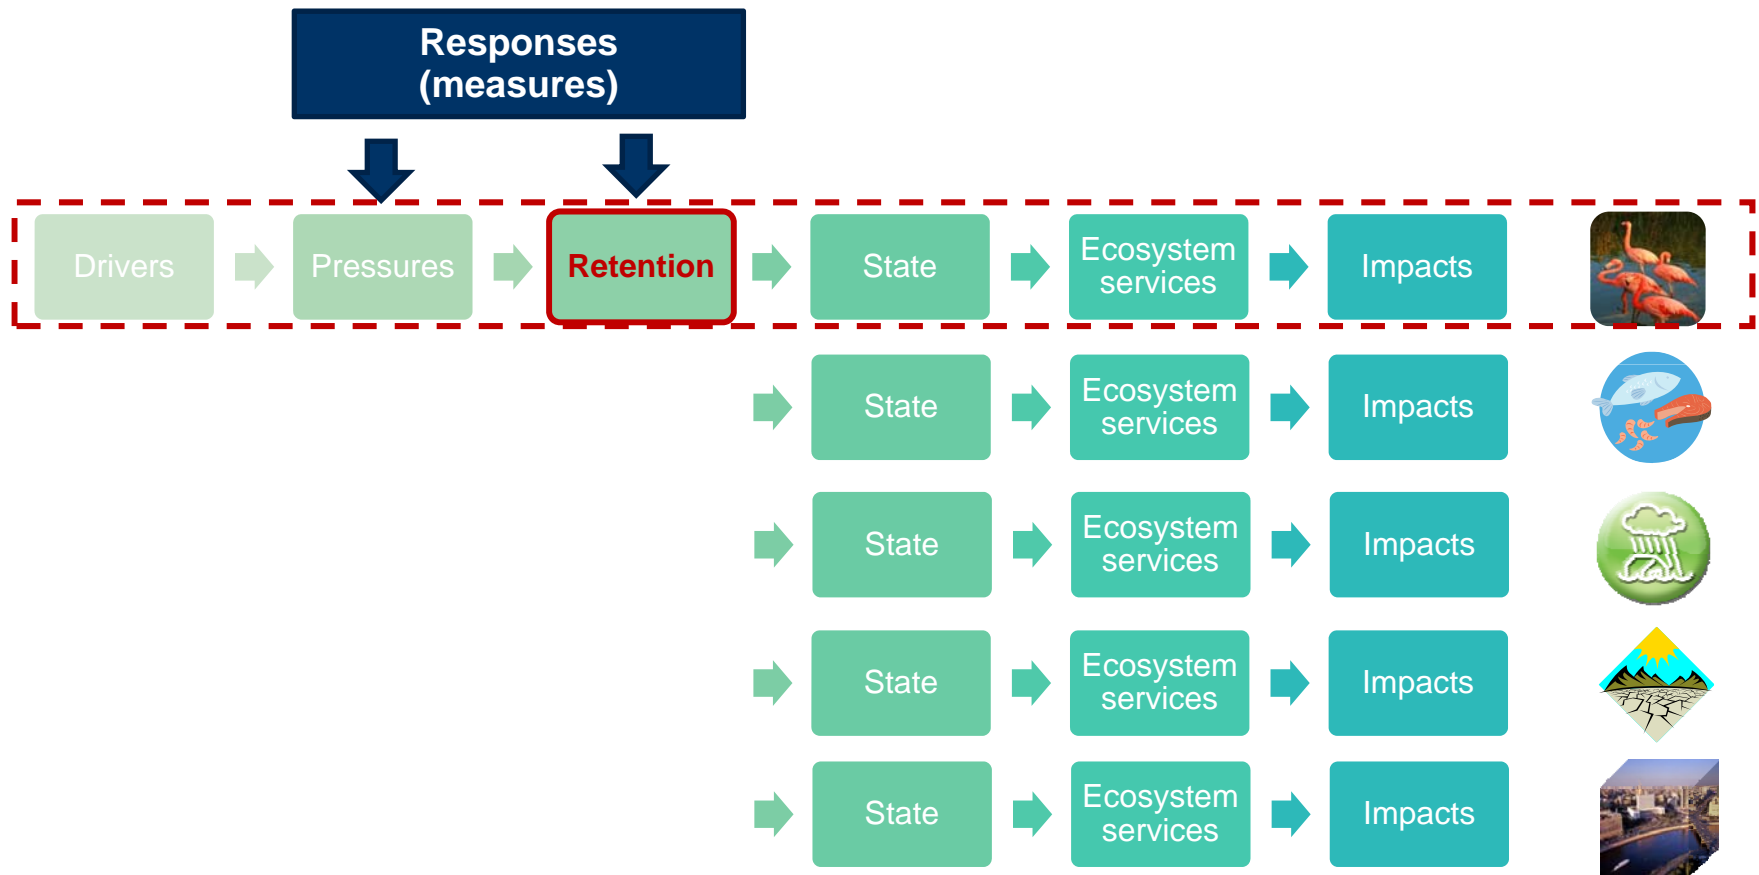 Responses
(measures)
Drivers
Pressures
Retention
State
Ecosystem
services
Impacts
State
Ecosystem
services
Impacts
State
Ecosystem
services
Impacts
State
Ecosystem
services
Impacts
State
Ecosystem
services
Impacts